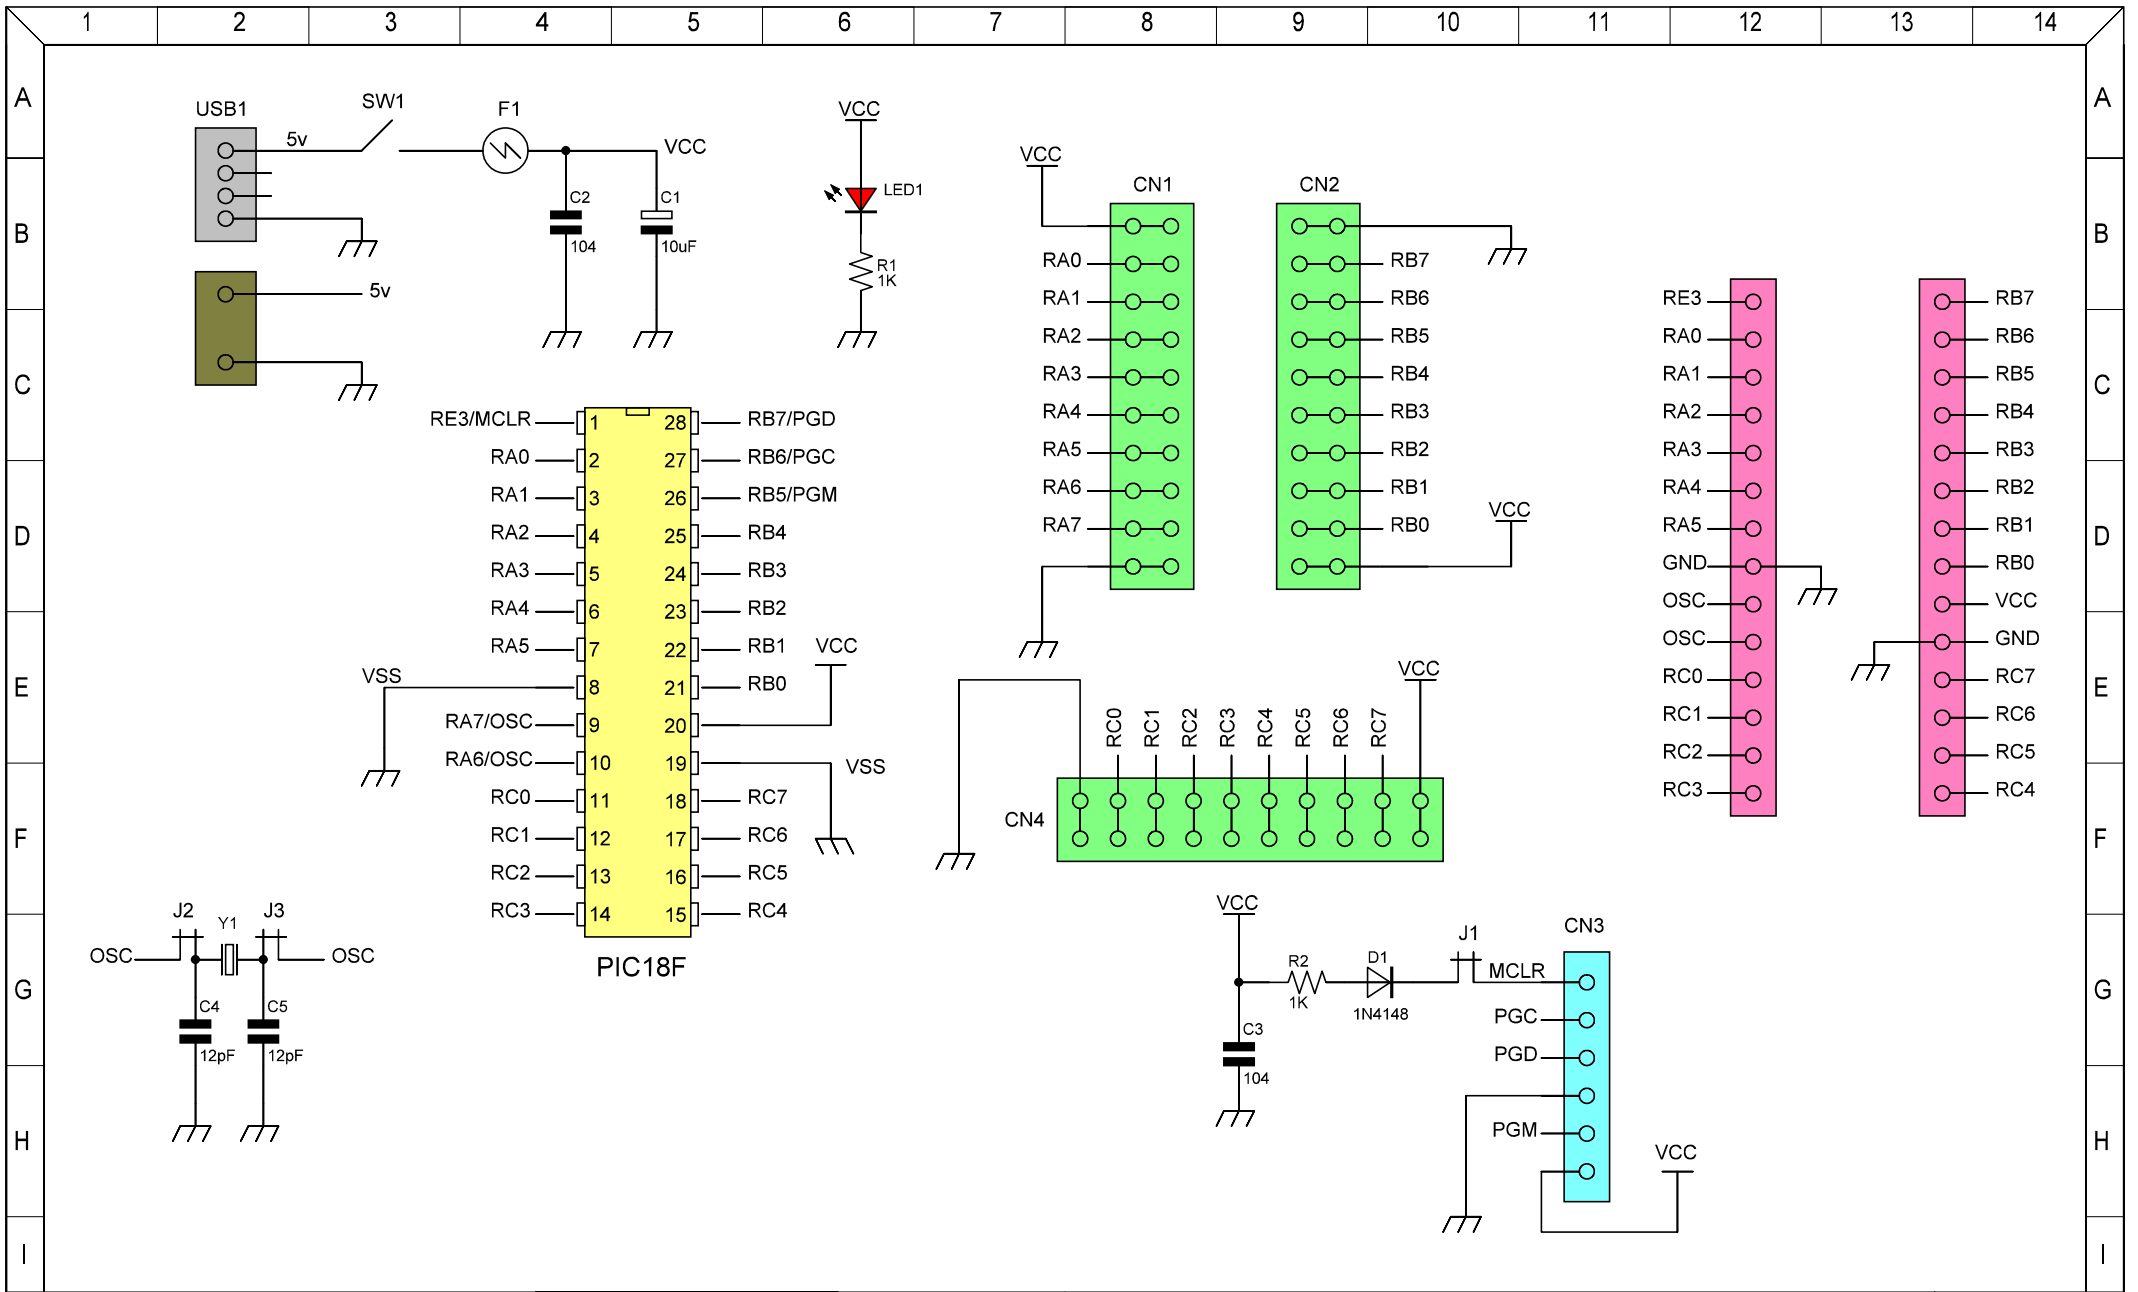 1 2 3 4 5 6 7 8 9 10 11 12 13 14
A A
USB1 SW1 F1 VCC
5v VCC VCC
CN1 CN2
C2 C1 LED1
104 10uF
B B
R1
1K
5v
RA0 RB7
RA1 RB6
RA2 RB5
RA3 RB4
RA4 RB3
RA5 RB2
RA6 RB1
RA7 RB0 VCC
RE3 RB7
RA0 RB6
RA1 RB5
RA2 RB4
RA3 RB3
RA4 RB2
RA5 RB1
GND RB0
OSC VCC
OSC GND
RC0 RC7
RC1 RC6
RC2 RC5
RC3 RC4
C C
RE3/MCLR 1 28 RB7/PGD
RA0 2 27 RB6/PGC
RA1 3 26 RB5/PGM
D D
RA2 4 25 RB4
RA3 5 24 RB3
RA4 6 23 RB2
RA5 7 22 RB1 VCC
VSS 8 21 RB0
E E
RA7/OSC 9 20
RA6/OSC 10 19 VSS
RC0 11 18 RC7
RC1 12 17 RC6
RC2 13 16 RC5
RC3 14 15 RC4
PIC18F
VCC
RC0 RC1 RC2 RC3 RC4 RC5 RC6 RC7
CN4
F F
J2 Y1 J3
OSC OSC
C4 C5
12pF 12pF
G G
VCC CN3
R2 D1 J1 MCLR
1K 1N4148
PGC
C3
PGD
104
H H
PGM
VCC
I I